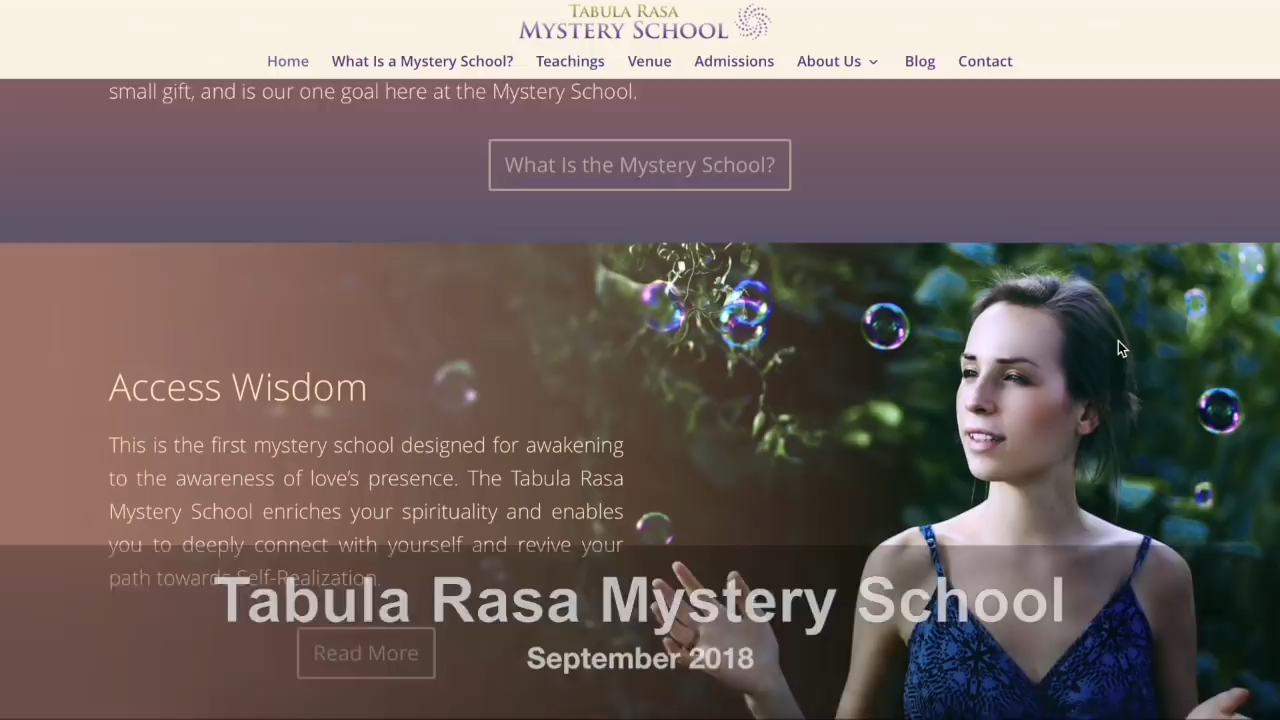 TABULA RASA
MYSTERY SCHOOL
Home What Is a Mystery School? Teachings Venue Admissions About Us Blog Contact
small gift, and is our one goal here at the Mystery School.
What Is the Mystery School?
Access Wisdom
This is the first mystery school designed for awakening
to the awareness of love’s presence. The Tabula Rasa
Mystery School enriches your spirituality and enables
you to deeply connect with yourself and revive your
path towards Self-Realization.
Tabula Rasa Mystery School
Read More
September 2018